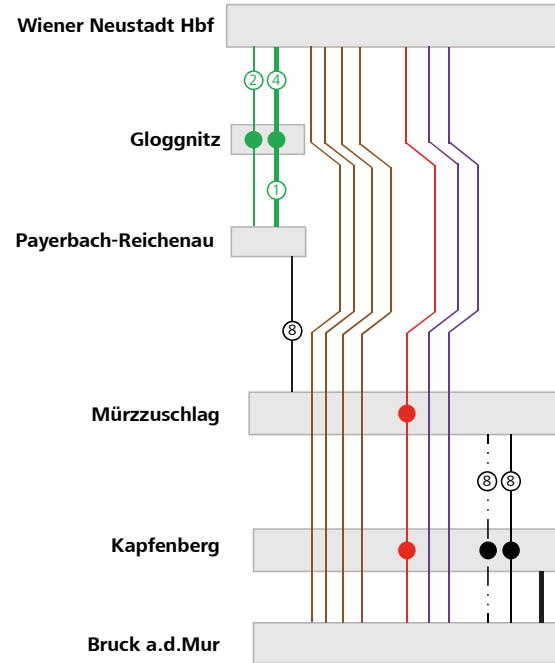 Wiener Neustadt Hbf
2 4
Gloggnitz
1
Payerbach-Reichenau
8
Mürzzuschlag
8 8
Kapfenberg
Bruck a.d.Mur